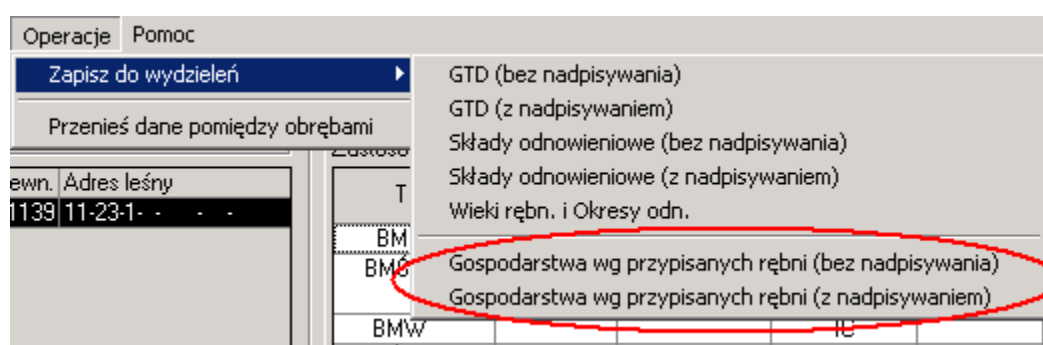 Operacje Pomoc
Zapisz do wydzieleń
Przenieś dane pomiędzy obrębami
GTD (bez nadpisywania)
GTD (z nadpisywaniem)
Składy odnowieniowe (bez nadpisywania)
Składy odnowieniowe (z nadpisywaniem)
Wieki rębn. i Okresy odn.
Gospodarstwa wg przypisanych rębni (bez nadpisywania)
Gospodarstwa wg przypisanych rębni (z nadpisywaniem)
ewn. Adres leśny
1139 11-23-1- - - -
T
BM
BMŚ
BMW